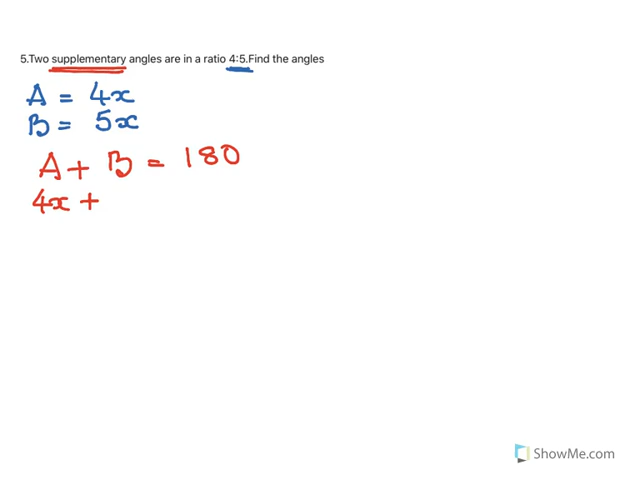 5.Two supplementary angles are in a ratio 4:5.Find the angles
A = 4x
B = 5x
A + B = 180
4x +
ShowMe.com